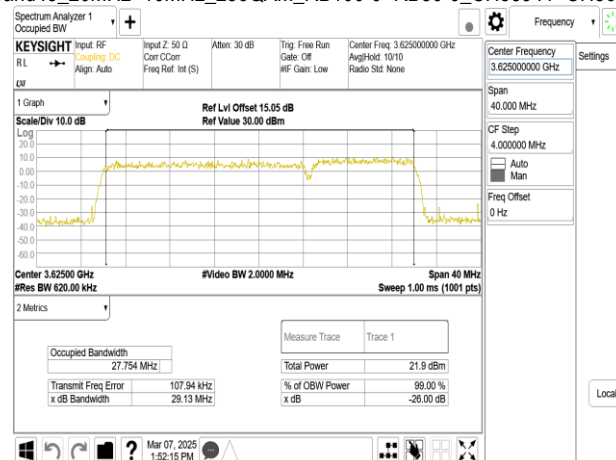 Spectrum Analyzer 1
Occupied BW
Frequency
KEYSIGHT
RL
LXI
Input: RF
Coupling: DC
Align: Auto
Input Z: 50 Ω
Corr CCorr
Freq Ref: Int (S)
Atten: 30 dB
Trig: Free Run
Gate: Off
#IF Gain: Low
Center Freq: 3.625000000 GHz
Avg|Hold: 10/10
Radio Std: None
Center Frequency
3.625000000 GHz
Settings
Span
40.000 MHz
CF Step
4.000000 MHz
Auto
Man
Freq Offset
0 Hz
Local
1 Graph
Scale/Div 10.0 dB
Ref Lvl Offset 15.05 dB
Ref Value 30.00 dBm
Log
20.0
10.0
0.00
-10.0
-20.0
-30.0
-40.0
-50.0
-60.0
Center 3.62500 GHz
#Video BW 2.0000 MHz
Span 40 MHz
#Res BW 620.00 kHz
Sweep 1.00 ms (1001 pts)
2 Metrics
Measure Trace Trace 1
Occupied Bandwidth
27.754 MHz
Total Power 21.9 dBm
Transmit Freq Error 107.94 kHz
% of OBW Power 99.00 %
x dB Bandwidth 29.13 MHz
x dB -26.00 dB
Mar 07, 2025
1:52:15 PM